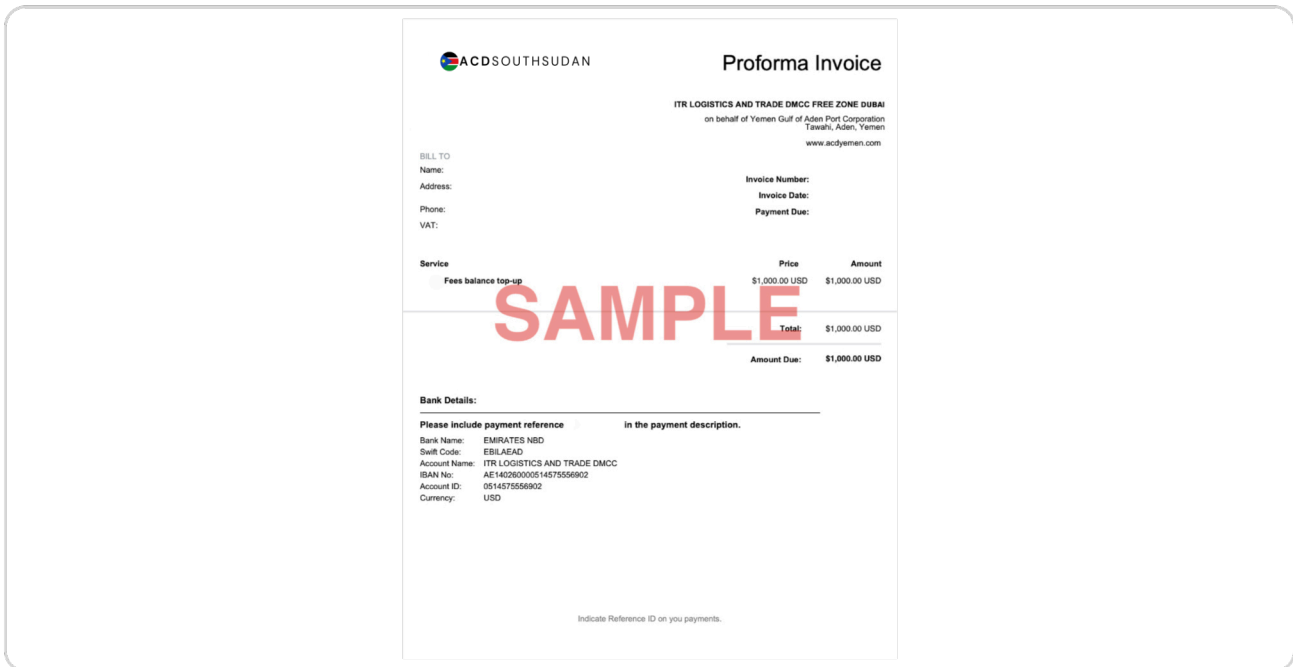 ACDSOUTHSUDAN
Proforma Invoice
ITR LOGISTICS AND TRADE DMCC FREE ZONE DUBAI
on behalf of Yemen Gulf of Aden Port Corporation
Tawahi, Aden, Yemen
www.acdyemen.com
BILL TO
Name:
Address:
Phone:
VAT:
Invoice Number:
Invoice Date:
Payment Due:
Service Price Amount
Fees balance top-up $1,000.00 USD $1,000.00 USD
SAMPLE
Total: $1,000.00 USD
Amount Due: $1,000.00 USD
Bank Details:
Please include payment reference in the payment description.
Bank Name: EMIRATES NBD
Swift Code: EBILAEAD
Account Name: ITR LOGISTICS AND TRADE DMCC
IBAN No: AE140260000514575556902
Account ID: 0514575556902
Currency: USD
Indicate Reference ID on you payments.